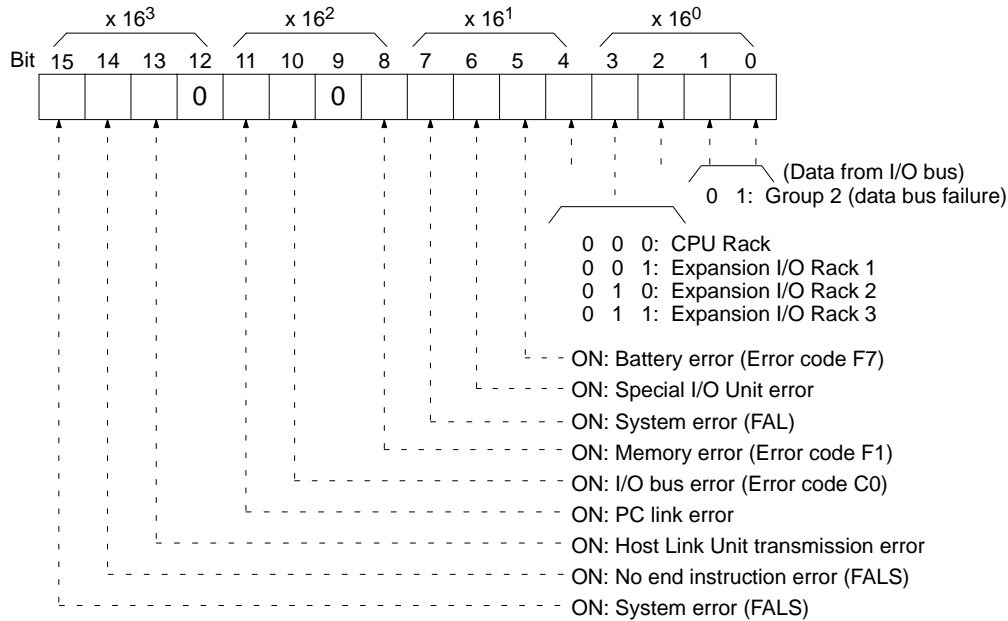 x 16³ x 16² x 16¹ x 16⁰
Bit 15 14 13 12 11 10 9 8 7 6 5 4 3 2 1 0
0 0
(Data from I/O bus)
0 1: Group 2 (data bus failure)
0 0 0: CPU Rack
0 0 1: Expansion I/O Rack 1
0 1 0: Expansion I/O Rack 2
0 1 1: Expansion I/O Rack 3
ON: Battery error (Error code F7)
ON: Special I/O Unit error
ON: System error (FAL)
ON: Memory error (Error code F1)
ON: I/O bus error (Error code C0)
ON: PC link error
ON: Host Link Unit transmission error
ON: No end instruction error (FALS)
ON: System error (FALS)